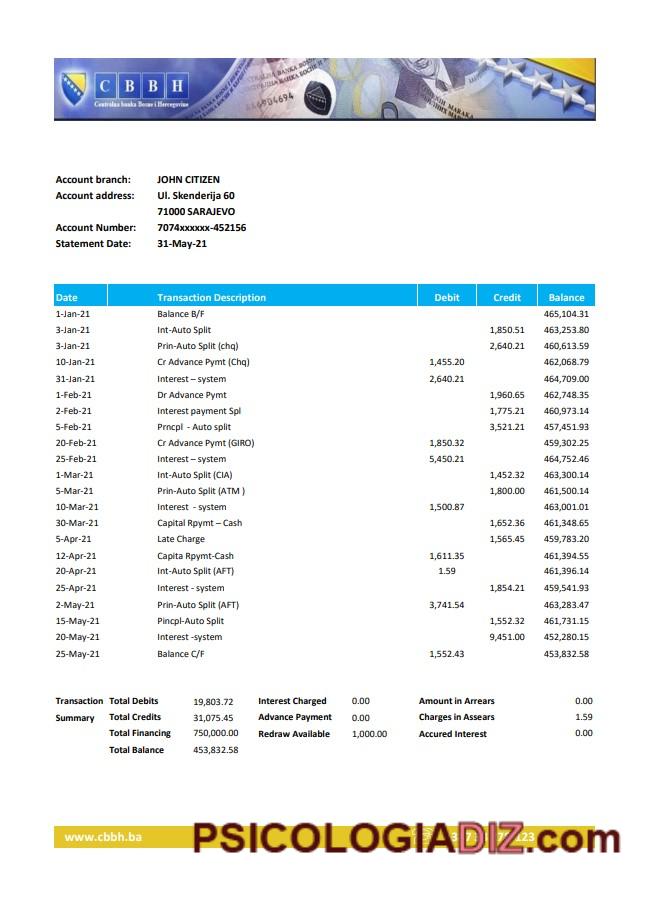 C B B H
Centralna banka Bosne i Hercegovine
Account branch: JOHN CITIZEN
Account address: Ul. Skenderija 60
71000 SARAJEVO
Account Number: 7074xxxxxx-452156
Statement Date: 31-May-21
Date Transaction Description Debit Credit Balance
1-Jan-21 Balance B/F 465,104.31
3-Jan-21 Int-Auto Split 1,850.51 463,253.80
3-Jan-21 Prin-Auto Split (chq) 2,640.21 460,613.59
10-Jan-21 Cr Advance Pymt (Chq) 1,455.20 462,068.79
31-Jan-21 Interest – system 2,640.21 464,709.00
1-Feb-21 Dr Advance Pymt 1,960.65 462,748.35
2-Feb-21 Interest payment Spl 1,775.21 460,973.14
5-Feb-21 Prncpl - Auto split 3,521.21 457,451.93
20-Feb-21 Cr Advance Pymt (GIRO) 1,850.32 459,302.25
25-Feb-21 Interest – system 5,450.21 464,752.46
1-Mar-21 Int-Auto Split (CIA) 1,452.32 463,300.14
5-Mar-21 Prin-Auto Split (ATM ) 1,800.00 461,500.14
10-Mar-21 Interest - system 1,500.87 463,001.01
30-Mar-21 Capital Rpymt – Cash 1,652.36 461,348.65
5-Apr-21 Late Charge 1,565.45 459,783.20
12-Apr-21 Capita Rpymt-Cash 1,611.35 461,394.55
20-Apr-21 Int-Auto Split (AFT) 1.59 461,396.14
25-Apr-21 Interest - system 1,854.21 459,541.93
2-May-21 Prin-Auto Split (AFT) 3,741.54 463,283.47
15-May-21 Pincpl-Auto Split 1,552.32 461,731.15
20-May-21 Interest -system 9,451.00 452,280.15
25-May-21 Balance C/F 1,552.43 453,832.58
Transaction Total Debits 19,803.72 Interest Charged 0.00 Amount in Arrears 0.00
Summary Total Credits 31,075.45 Advance Payment 0.00 Charges in Assears 1.59
Total Financing 750,000.00 Redraw Available 1,000.00 Accured Interest 0.00
Total Balance 453,832.58
www.cbbh.ba
PSICOLOGIADIZ.com